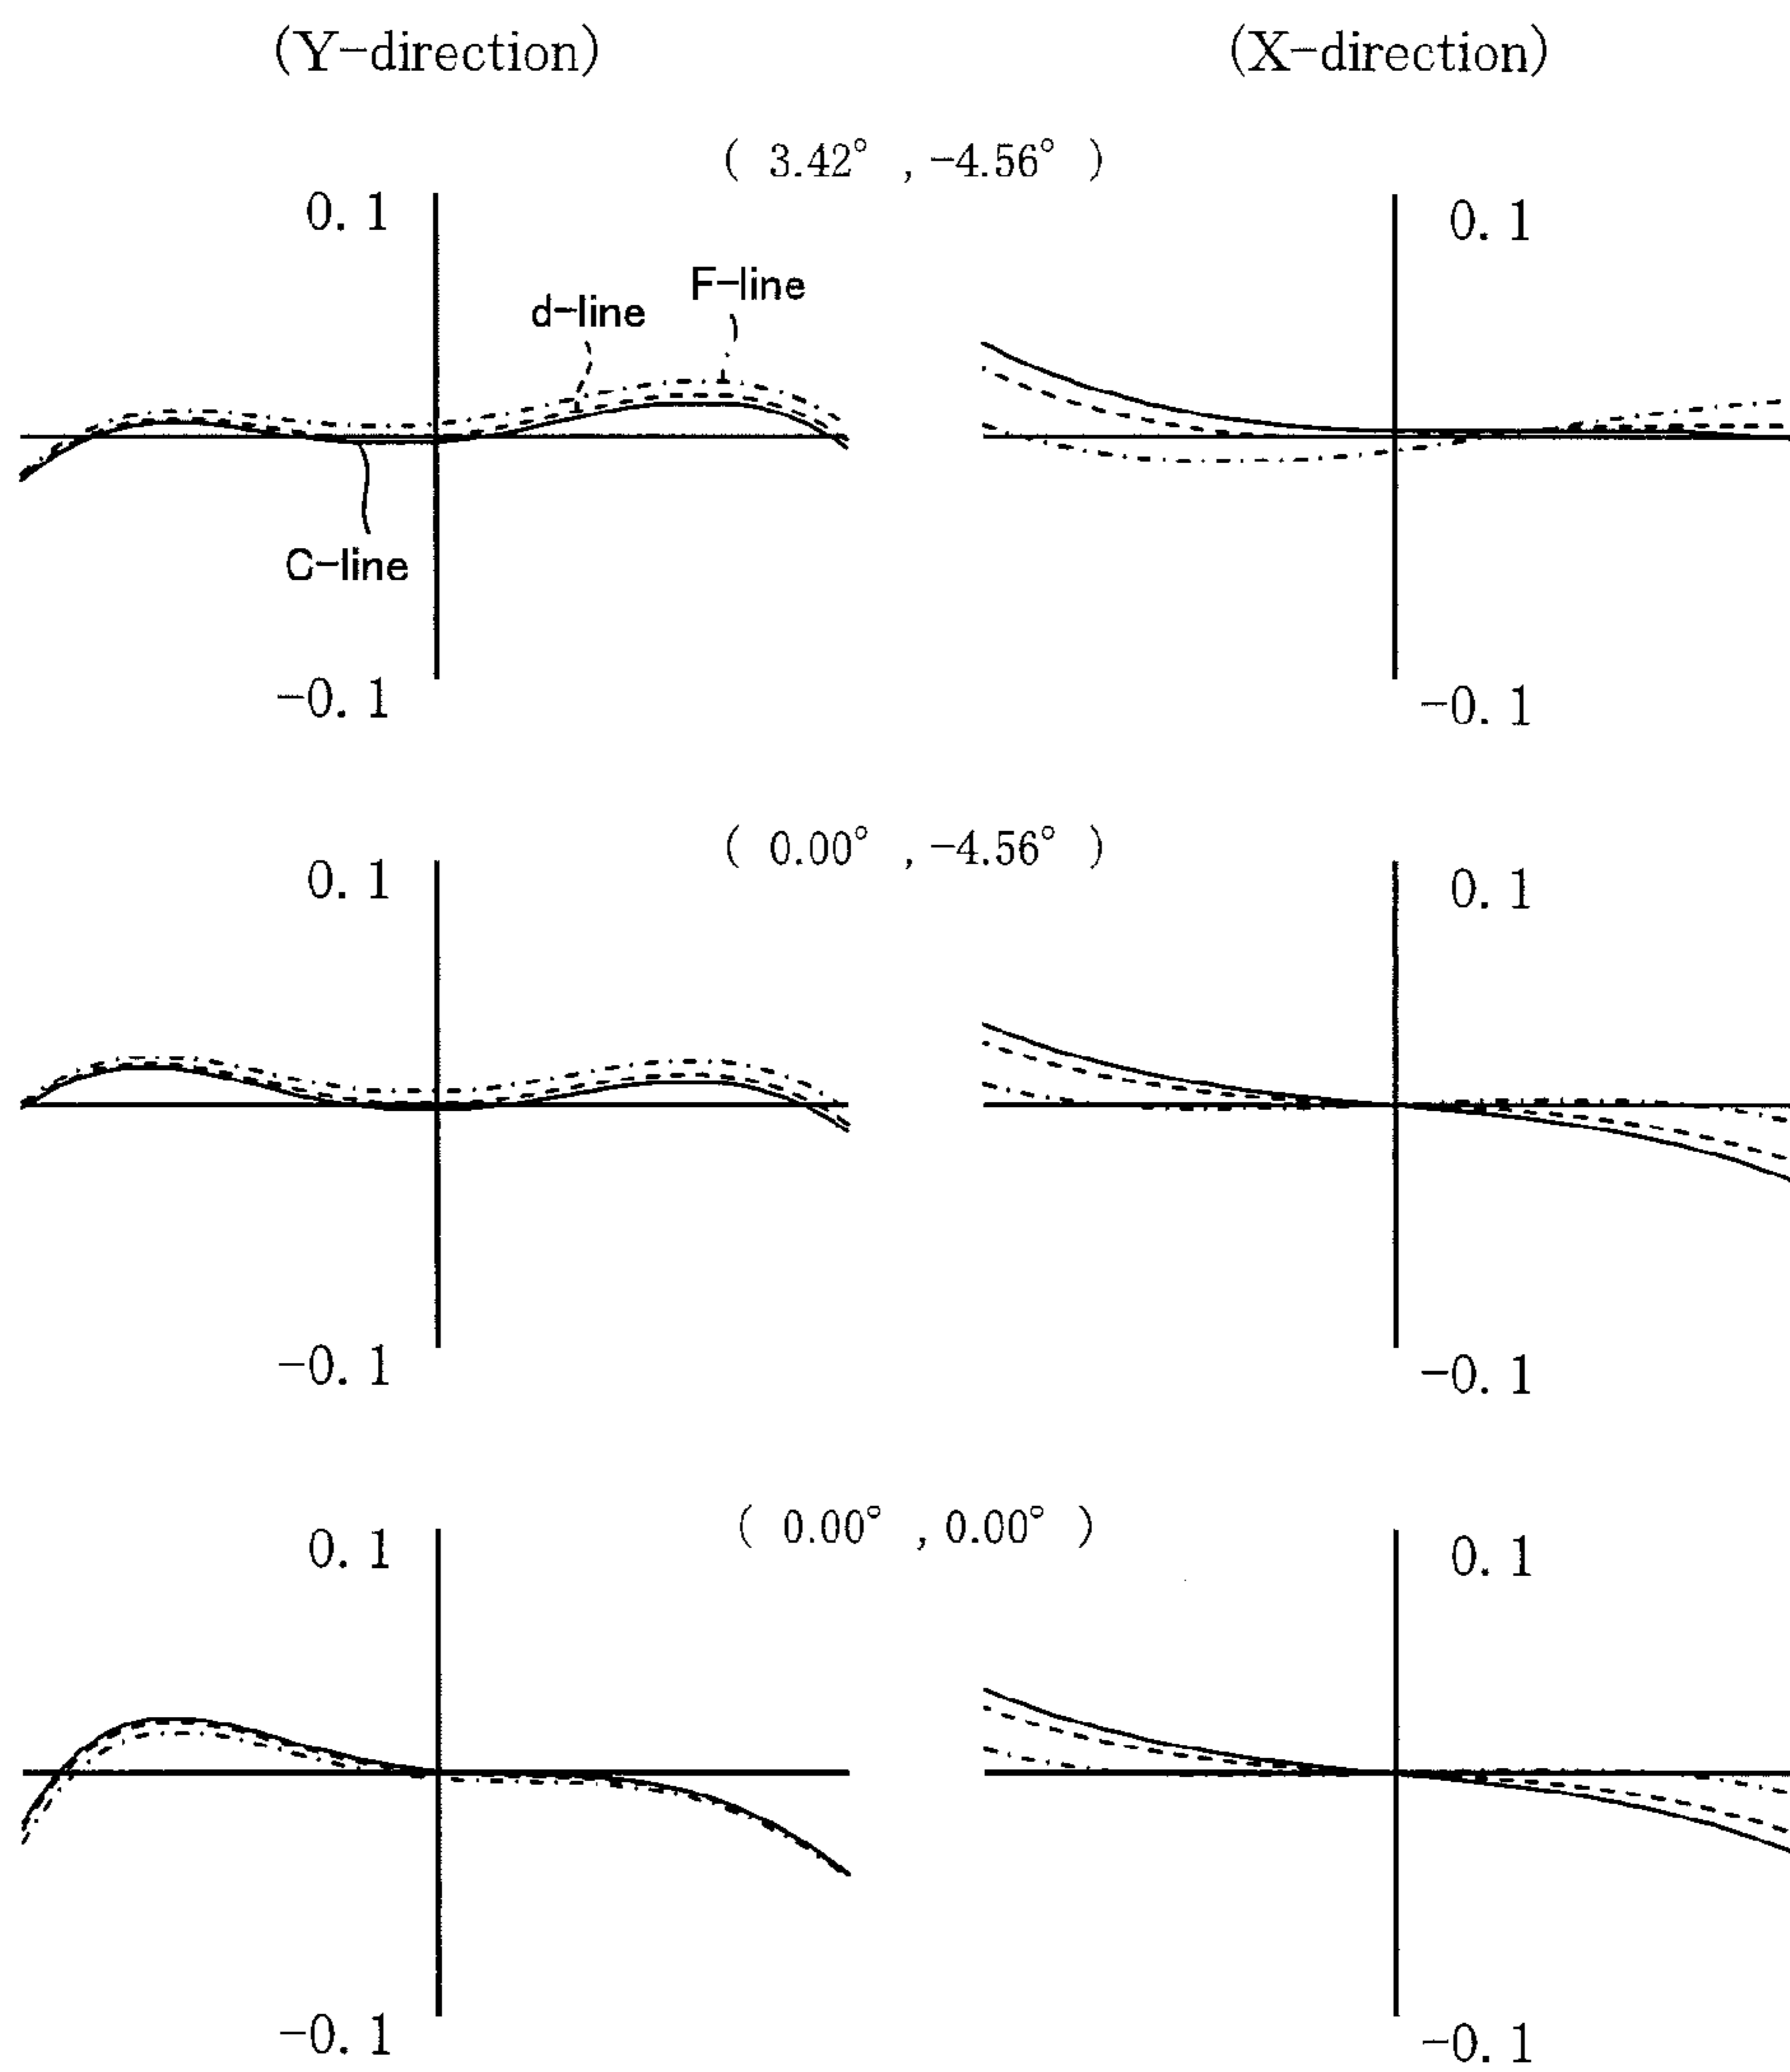 (Y-direction) (X-direction)
( 3.42° , -4.56° )
0.1 0.1
F-line
d-line
C-line
-0.1 -0.1
( 0.00° , -4.56° )
0.1 0.1
-0.1 -0.1
( 0.00° , 0.00° )
0.1 0.1
-0.1 -0.1